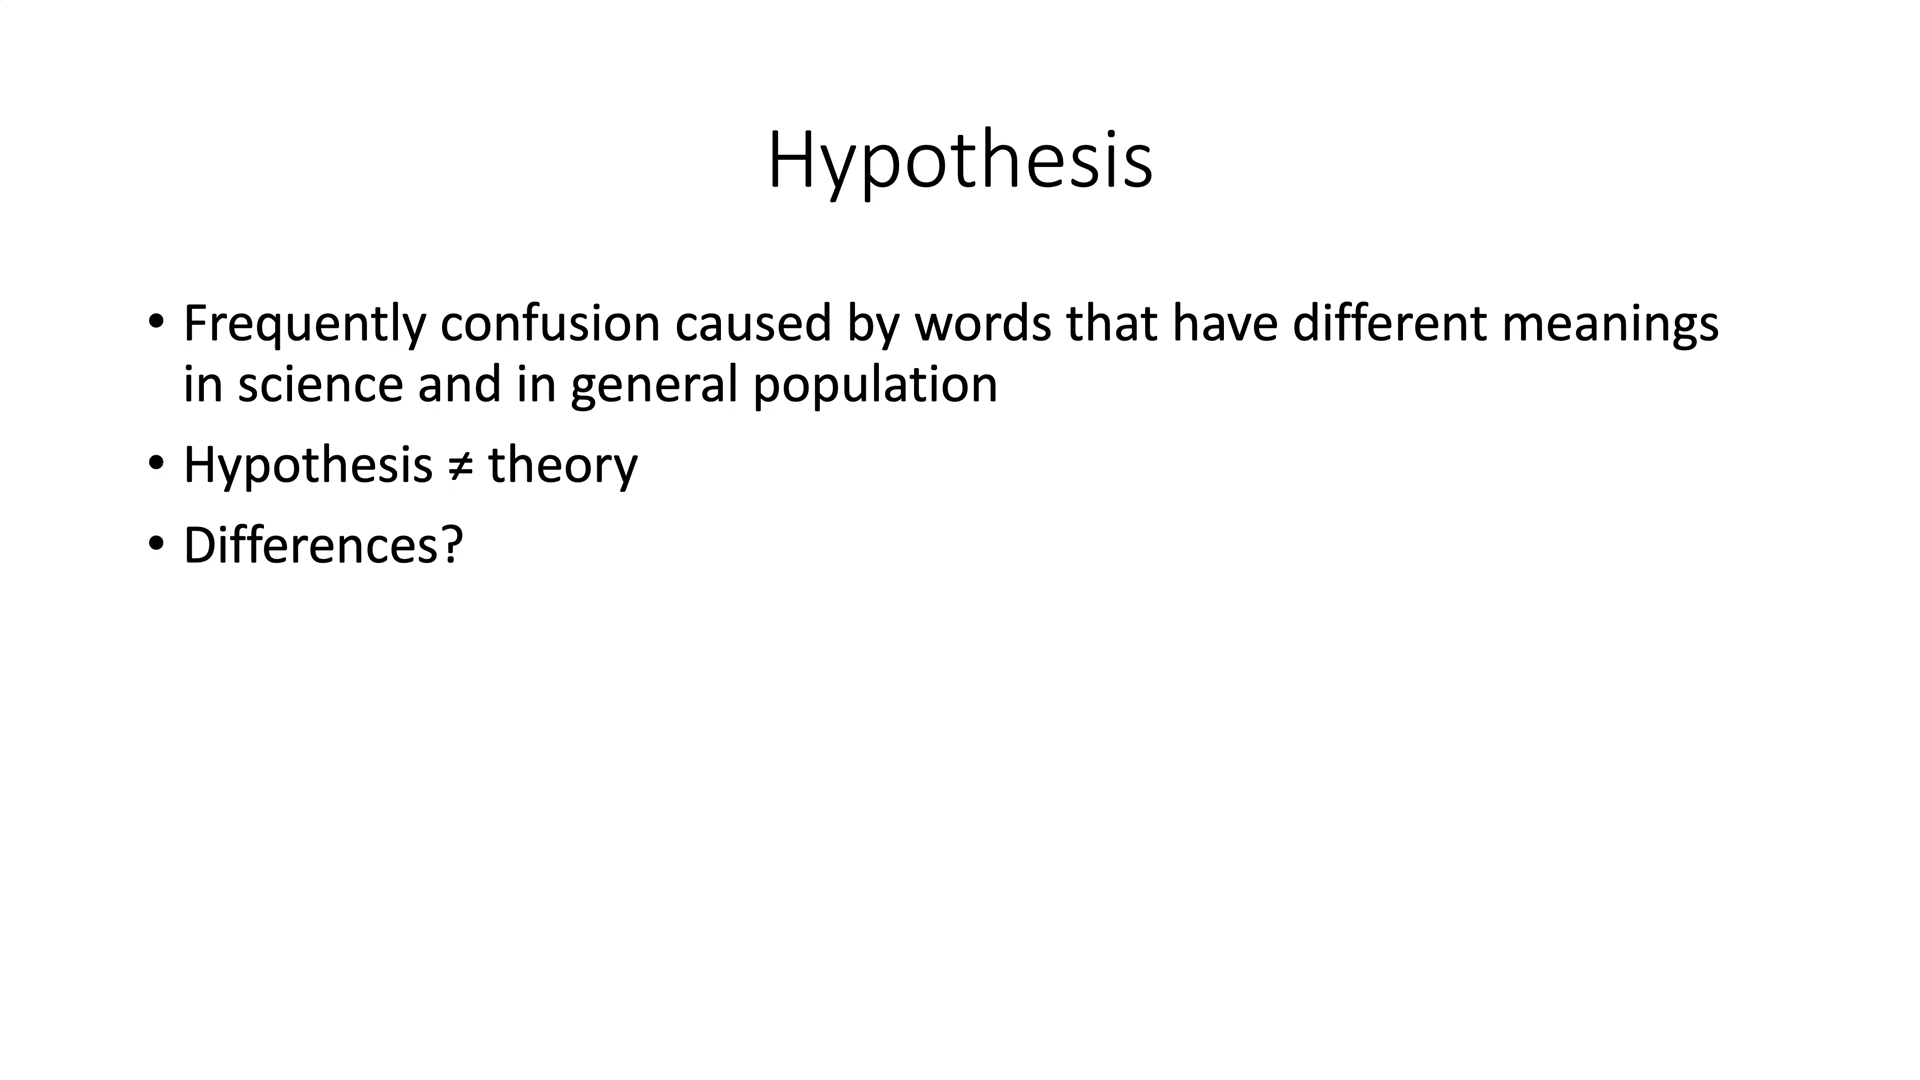 Hypothesis
• Frequently confusion caused by words that have different meanings
in science and in general population
• Hypothesis ≠ theory
• Differences?